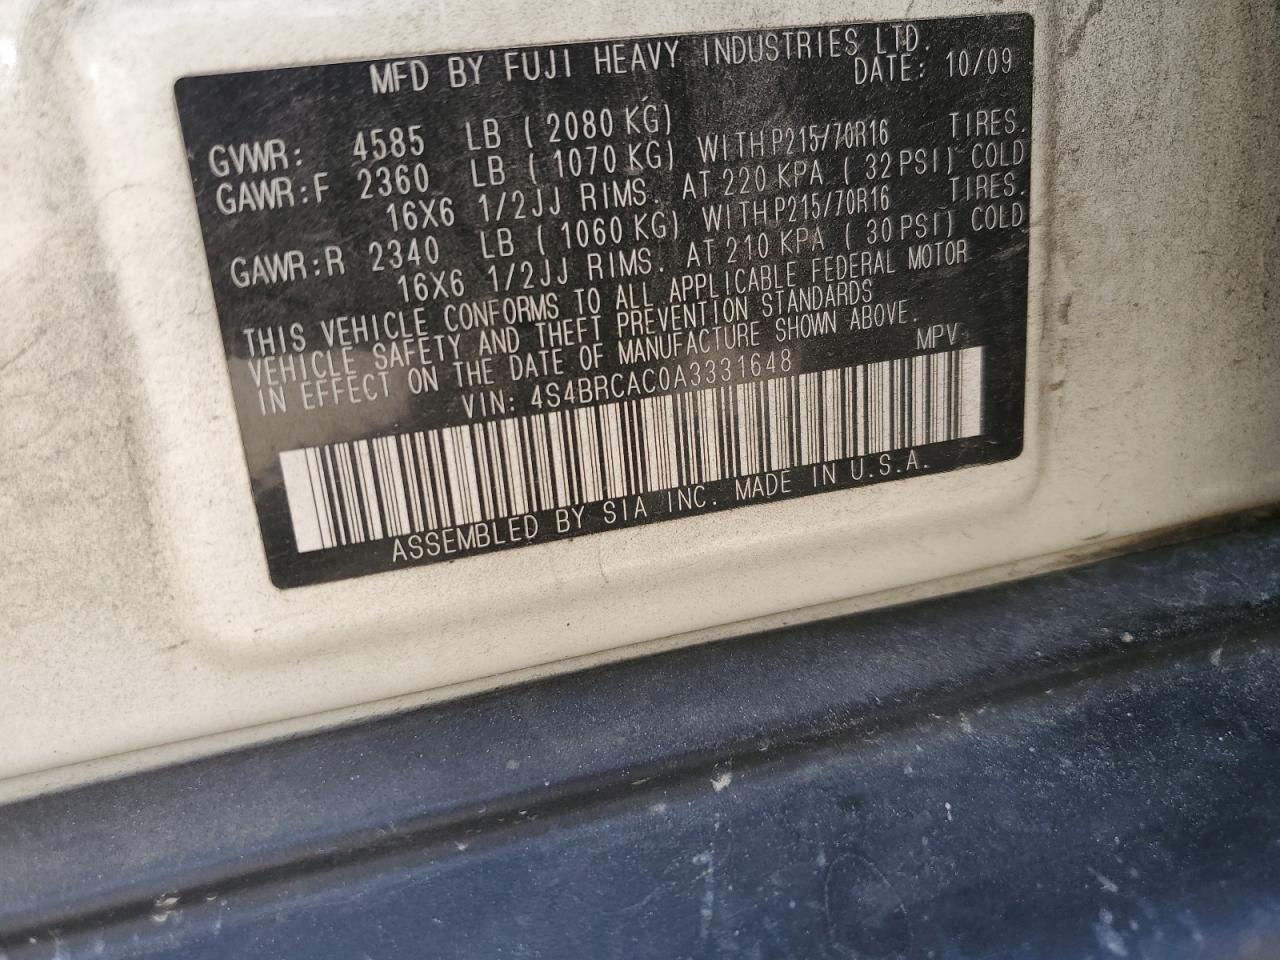 MFD BY FUJI HEAVY INDUSTRIES LTD.
DATE: 10/09
GVWR: 4585 LB ( 2080 KG)
GAWR:F 2360 LB ( 1070 KG) WITH P215/70R16 TIRES.
16X6 1/2JJ RIMS. AT 220 KPA ( 32 PSI) COLD
GAWR:R 2340 LB ( 1060 KG) WITH P215/70R16 TIRES.
16X6 1/2JJ RIMS. AT 210 KPA ( 30 PSI) COLD
THIS VEHICLE CONFORMS TO ALL APPLICABLE FEDERAL MOTOR
VEHICLE SAFETY AND THEFT PREVENTION STANDARDS
IN EFFECT ON THE DATE OF MANUFACTURE SHOWN ABOVE.
VIN: 4S4BRCAC0A3331648 MPV
ASSEMBLED BY SIA INC. MADE IN U.S.A.